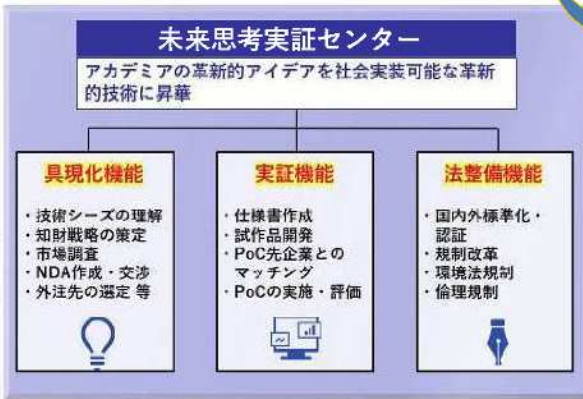 未来思考実証センター
アカデミアの革新的アイデアを社会実装可能な革新
的技術に昇華
具現化機能
・技術シーズの理解
・知財戦略の策定
・市場調査
・NDA作成・交渉
・外注先の選定 等
実証機能
・仕様書作成
・試作品開発
・PoC先企業との
マッチング
・PoCの実施・評価
法整備機能
・国内外標準化・
認証
・規制改革
・環境法規制
・倫理規制